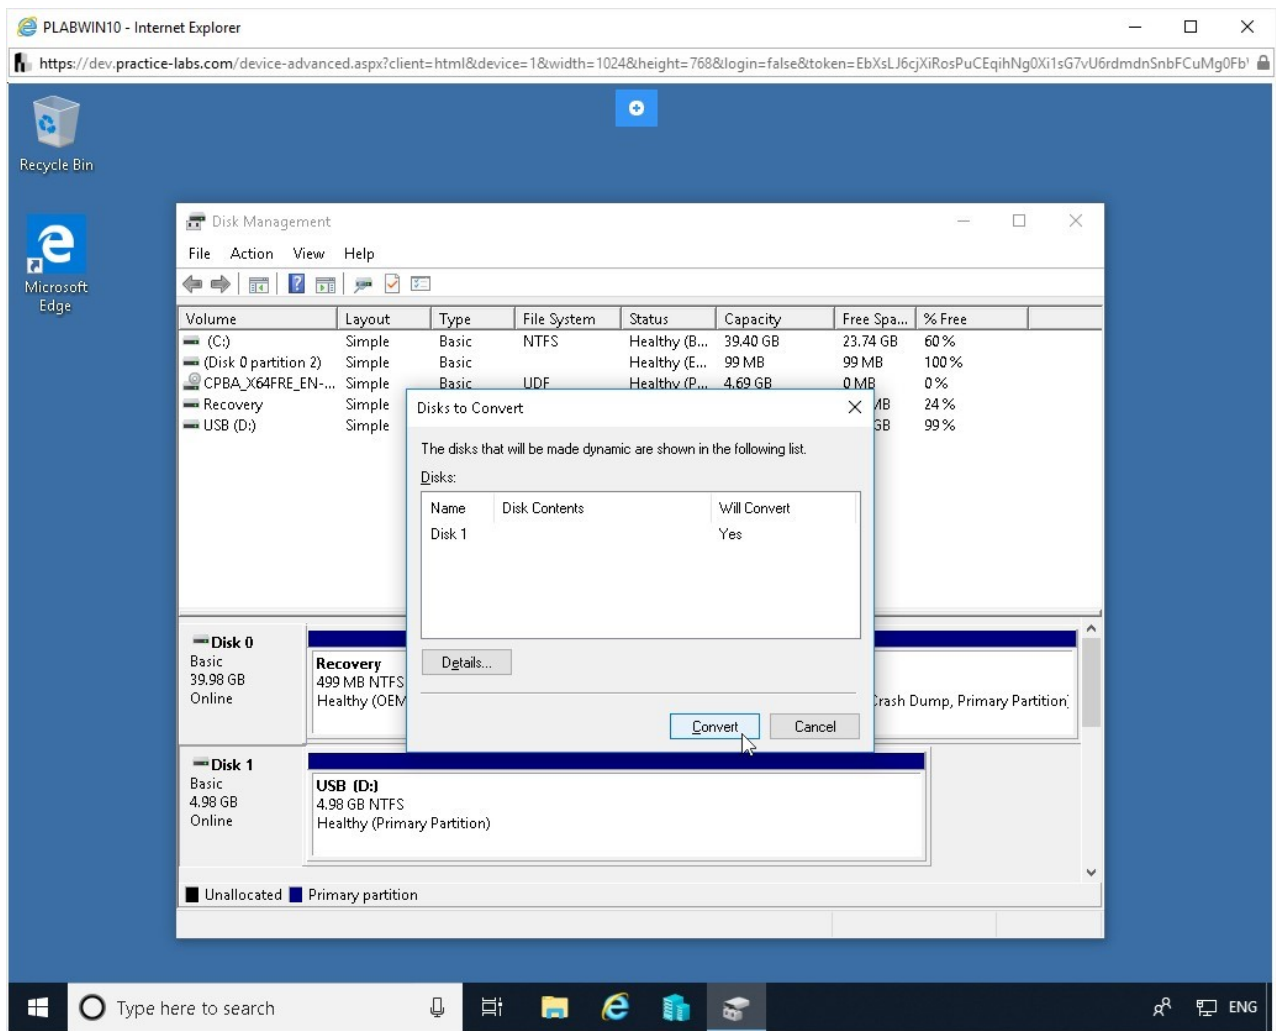 PLABWIN10 - Internet Explorer
https://dev.practice-labs.com/device-advanced.aspx?client=html&device=1&width=1024&height=768&login=false&token=EbXsLJ6cjXiRosPuCEqihNg0Xi1sG7vU6rdmdnSnbFCuMg0Fb
Recycle Bin
Microsoft
Edge
Disk Management
File Action View Help
Volume Layout Type File System Status Capacity Free Spa... % Free
(C:) Simple Basic NTFS Healthy (B... 39.40 GB 23.74 GB 60 %
(Disk 0 partition 2) Simple Basic Healthy (E... 99 MB 99 MB 100 %
CPBA_X64FRE_EN-... Simple Basic UDF Healthy (P... 4.69 GB 0 MB 0 %
Recovery Simple MB 24 %
USB (D:) Simple GB 99 %
Disks to Convert
The disks that will be made dynamic are shown in the following list.
Disks:
Name Disk Contents Will Convert
Disk 1 Yes
Details...
Convert Cancel
Disk 0
Basic
39.98 GB
Online
Recovery
499 MB NTFS
Healthy (OEM
Crash Dump, Primary Partition)
Disk 1
Basic
4.98 GB
Online
USB (D:)
4.98 GB NTFS
Healthy (Primary Partition)
Unallocated Primary partition
Type here to search
ENG